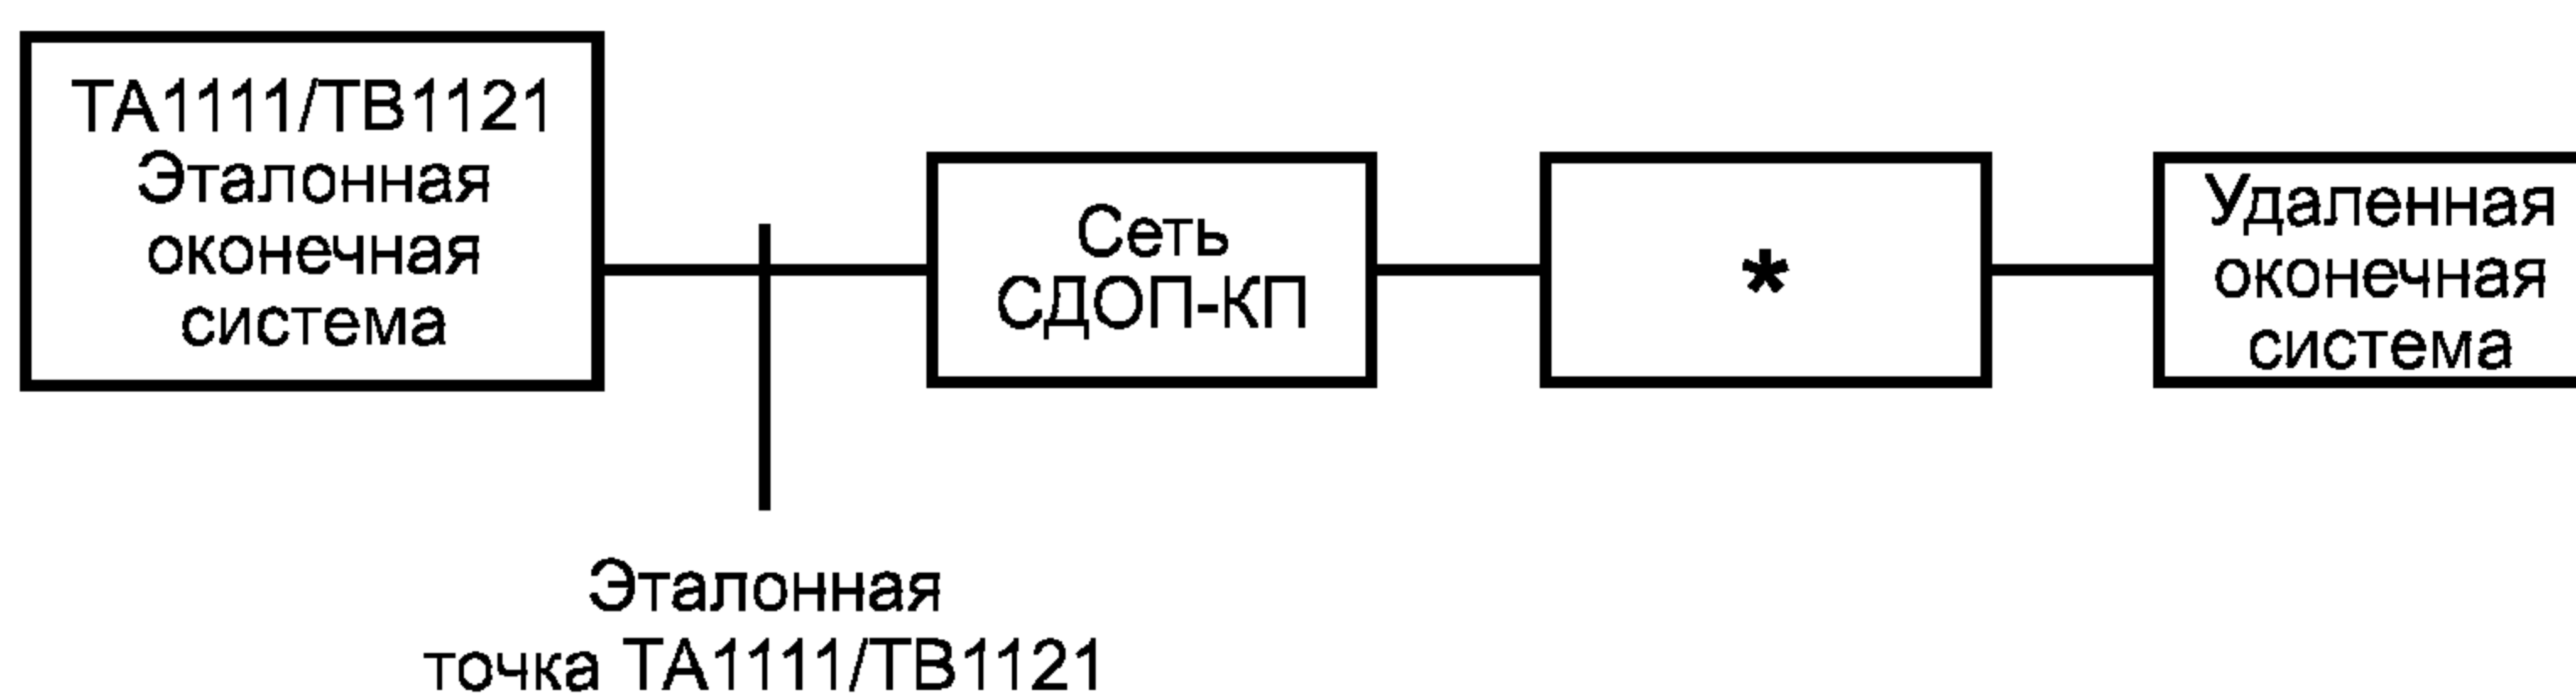 ТА1111/ТВ1121
Эталонная
оконечная
система
Сеть
СДОП-КП
*
Удаленная
оконечная
система
Эталонная
точка ТА1111/ТВ1121